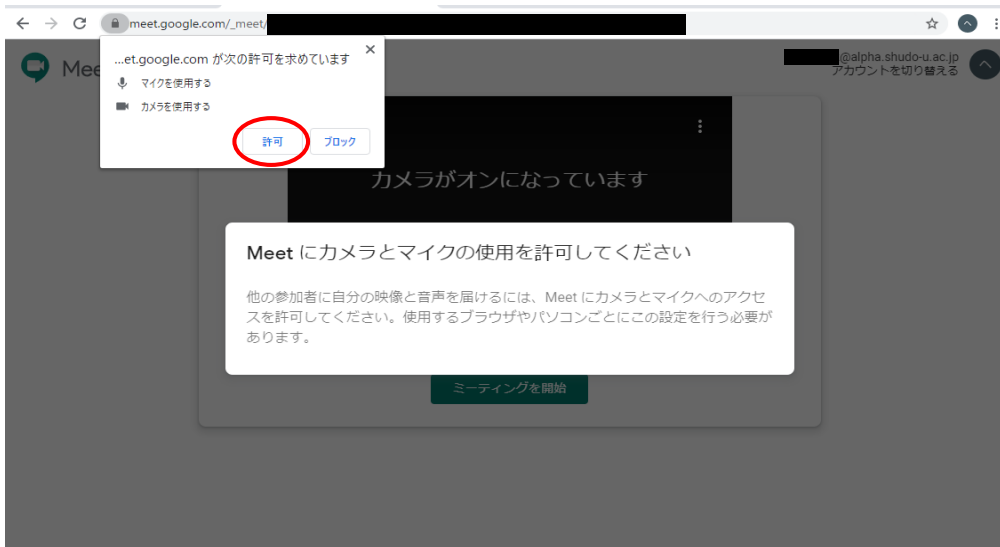 meet.google.com/_meet/
...et.google.com が次の許可を求めています
マイクを使用する
カメラを使用する
許可 ブロック
Mee
@alpha.shudo-u.ac.jp
アカウントを切り替える
カメラがオンになっています
Meet にカメラとマイクの使用を許可してください
他の参加者に自分の映像と音声を届けるには、Meet にカメラとマイクへのアクセ
スを許可してください。使用するブラウザやパソコンごとにこの設定を行う必要が
あります。
ミーティングを開始